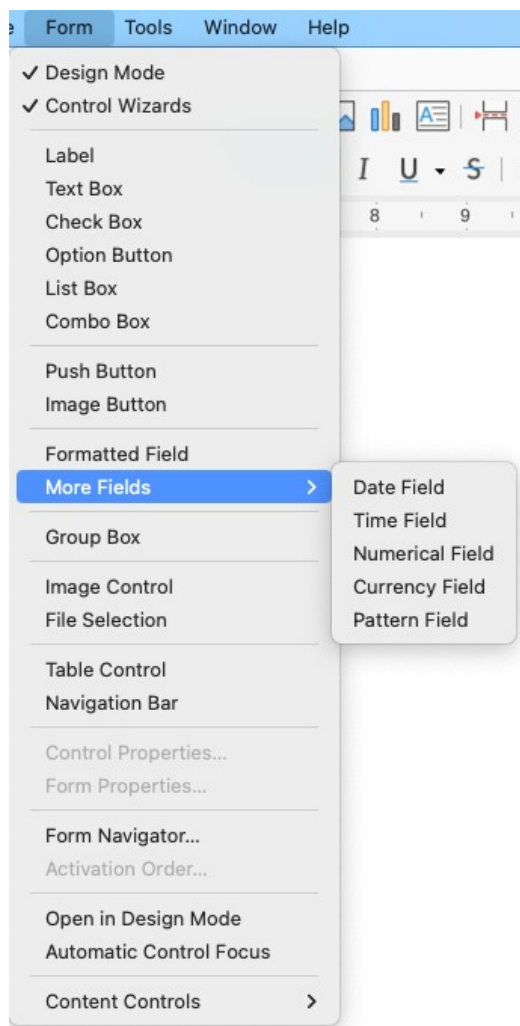 Form Tools Window Help
✓ Design Mode
✓ Control Wizards
Label
Text Box
Check Box
Option Button
List Box
Combo Box
Push Button
Image Button
Formatted Field
More Fields >
Date Field
Time Field
Numerical Field
Currency Field
Pattern Field
Group Box
Image Control
File Selection
Table Control
Navigation Bar
Control Properties...
Form Properties...
Form Navigator...
Activation Order...
Open in Design Mode
Automatic Control Focus
Content Controls >
A
I U S
8 9